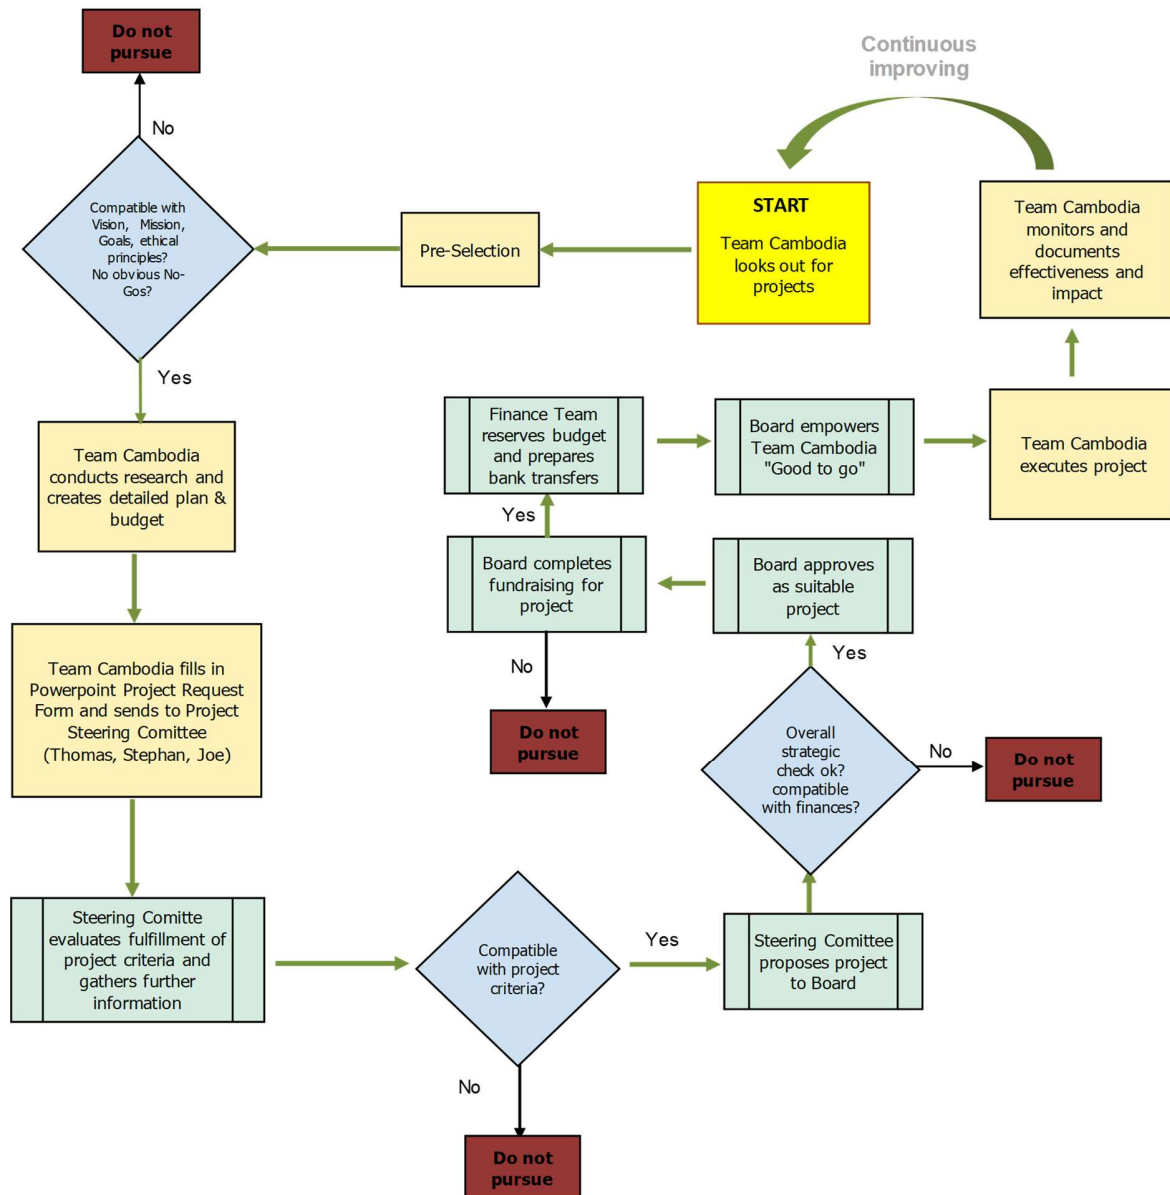 Do not
pursue
Continuous
improving
No
Compatible with
Vision, Mission,
Goals, ethical
principles?
No obvious No-
Gos?
Pre-Selection
START
Team Cambodia
looks out for
projects
Team Cambodia
monitors and
documents
effectiveness and
impact
Yes
Team Cambodia
conducts research and
creates detailed plan &
budget
Finance Team
reserves budget
and prepares
bank transfers
Board empowers
Team Cambodia
"Good to go"
Team Cambodia
executes project
Yes
Board completes
fundraising for
project
Board approves
as suitable
project
No
Yes
Do not
pursue
Team Cambodia fills in
Powerpoint Project Request
Form and sends to Project
Steering Comittee
(Thomas, Stephan, Joe)
Overall
strategic
check ok?
compatible
with finances?
No
Do not
pursue
Steering Comitte
evaluates fulfillment of
project criteria and
gathers further
information
Compatible
with project
criteria?
Yes
Steering Comittee
proposes project
to Board
No
Do not
pursue